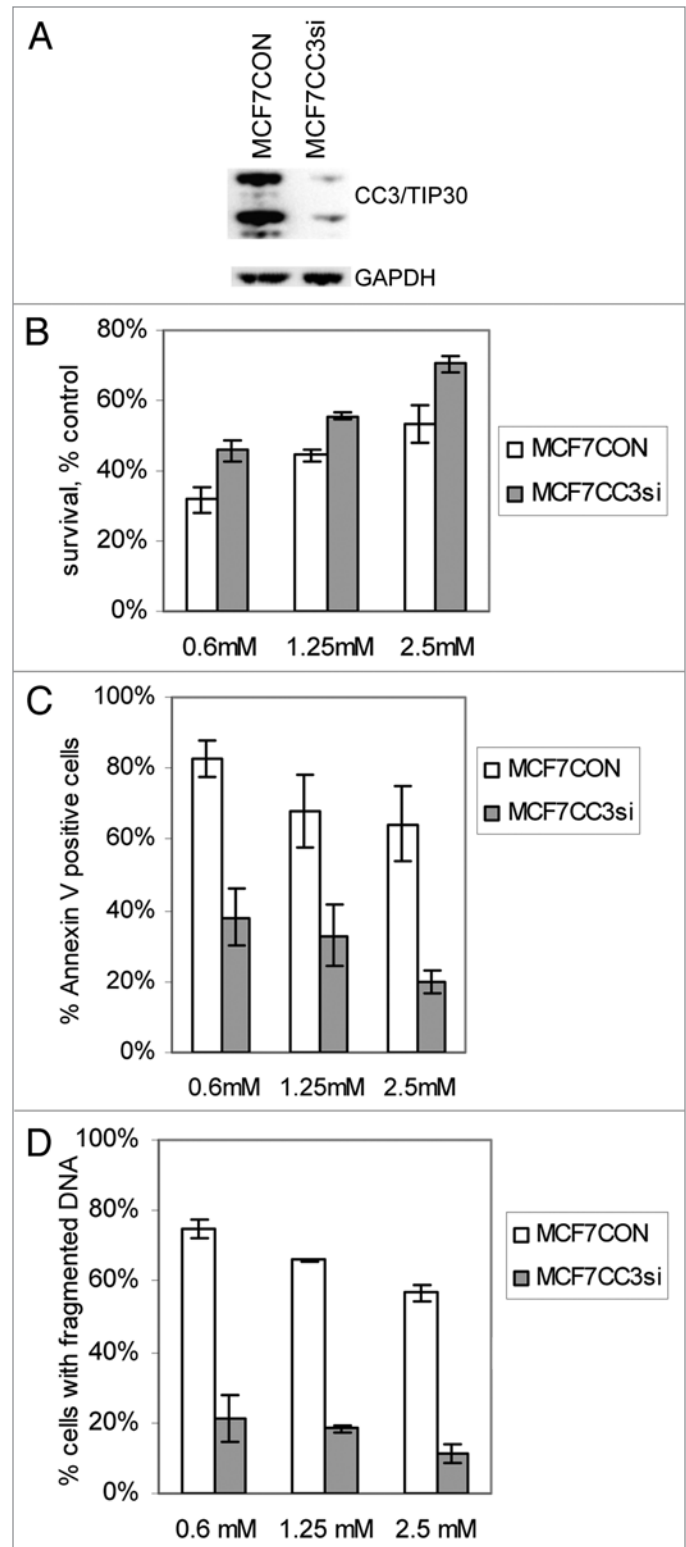 A
MCF7CON
MCF7CC3si
CC3/TIP30
GAPDH
B
survival, % control
80%
60%
40%
20%
0%
0.6mM 1.25mM 2.5mM
MCF7CON
MCF7CC3si
C
% Annexin V positive cells
100%
80%
60%
40%
20%
0%
0.6mM 1.25mM 2.5mM
MCF7CON
MCF7CC3si
D
% cells with fragmented DNA
100%
80%
60%
40%
20%
0%
0.6 mM 1.25 mM 2.5 mM
MCF7CON
MCF7CC3si